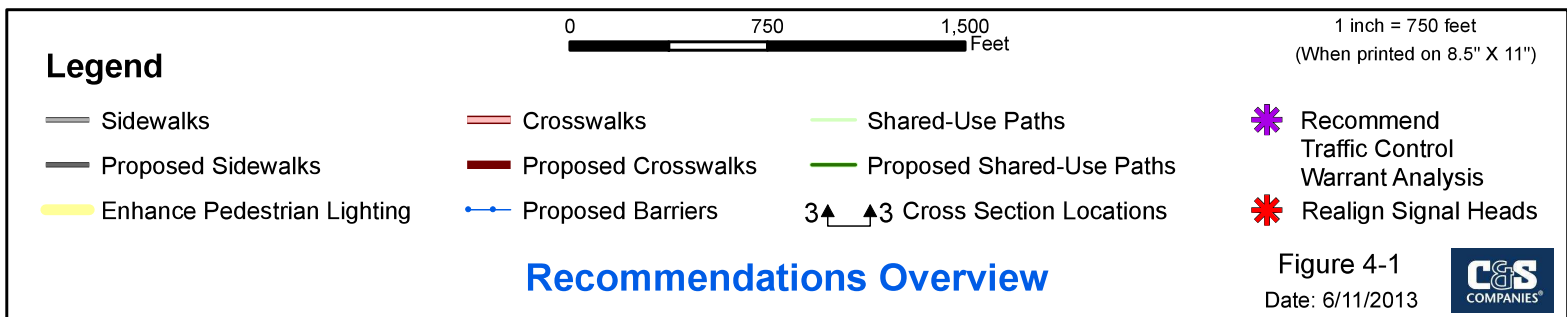 0 750 1,500
Feet
1 inch = 750 feet
(When printed on 8.5" X 11")
Legend
Sidewalks
Proposed Sidewalks
Enhance Pedestrian Lighting
Crosswalks
Proposed Crosswalks
Proposed Barriers
Shared-Use Paths
Proposed Shared-Use Paths
3 3 Cross Section Locations
Recommend
Traffic Control
Warrant Analysis
Realign Signal Heads
Recommendations Overview
Figure 4-1
Date: 6/11/2013
C&S
COMPANIES®